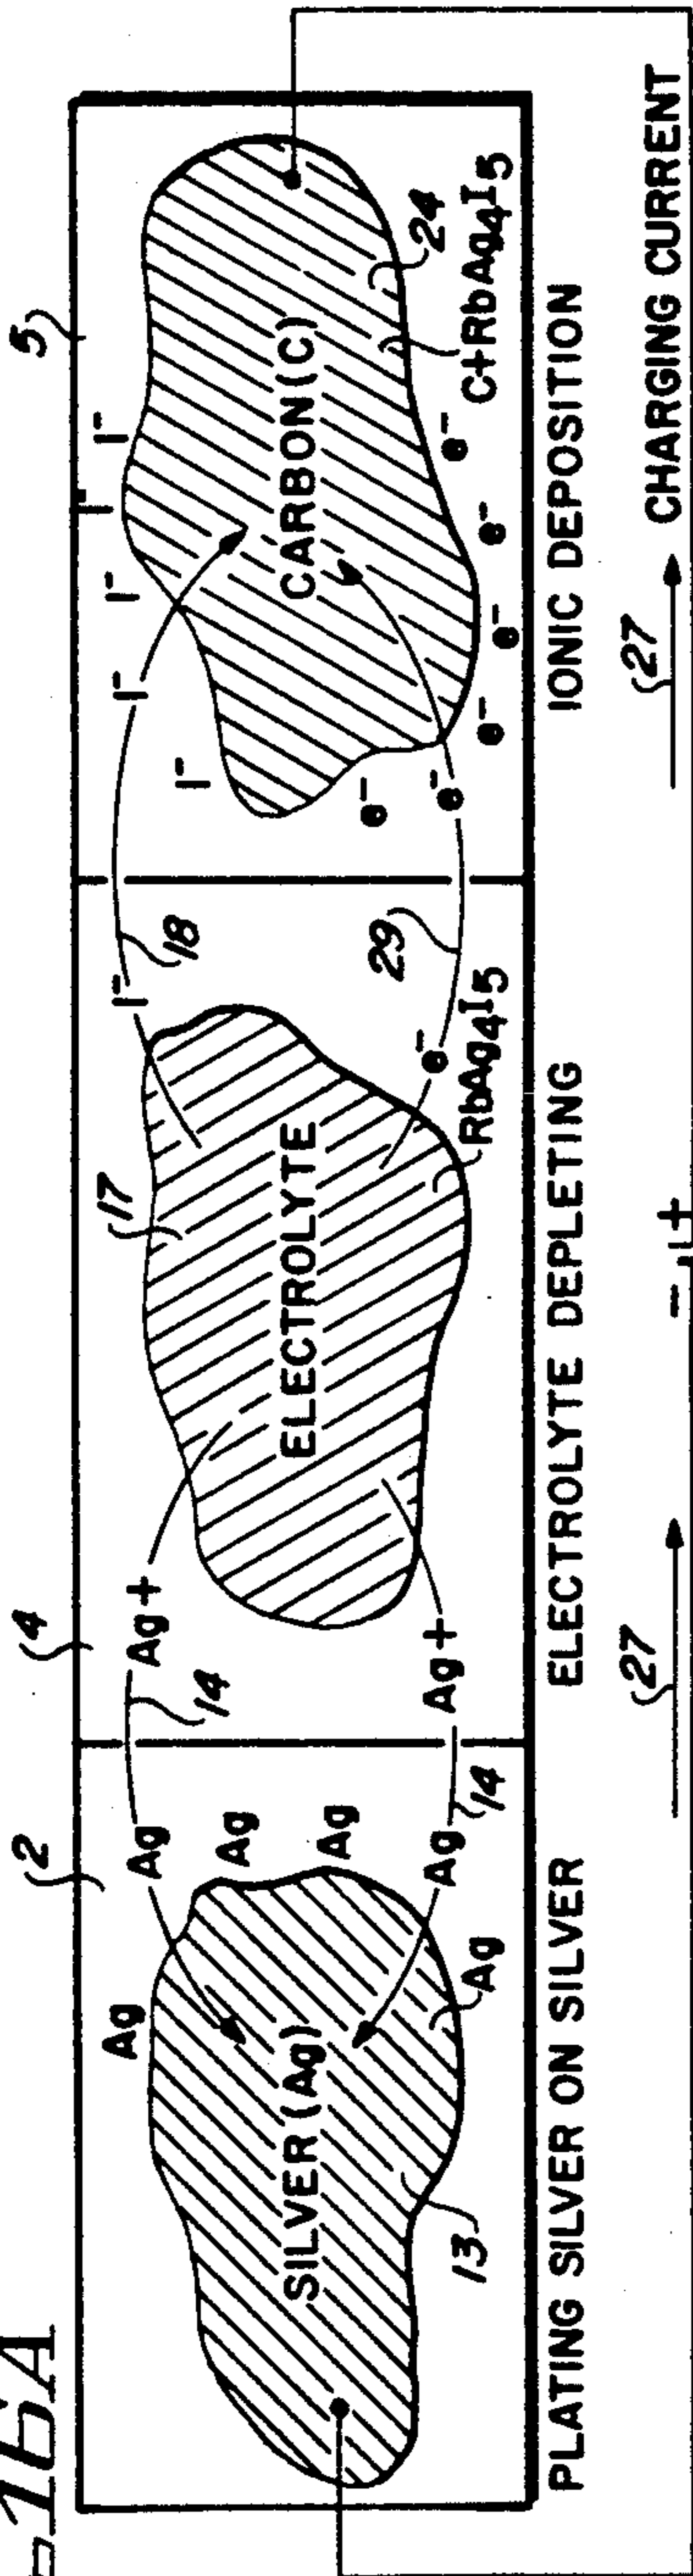 16A
2
4
5
Ag
Ag
Ag
Ag
Ag
Ag
SILVER (Ag)
13
14
14
Ag+
Ag+
17
ELECTROLYTE
RbAg4I5
I-
e-
18
29
I-
I-
I-
I-
I-
CARBON (C)
e-
e-
e-
e-
e-
e-
24
C+RbAg4I5
PLATING SILVER ON SILVER
ELECTROLYTE DEPLETING
IONIC DEPOSITION
27
27
CHARGING CURRENT
- +